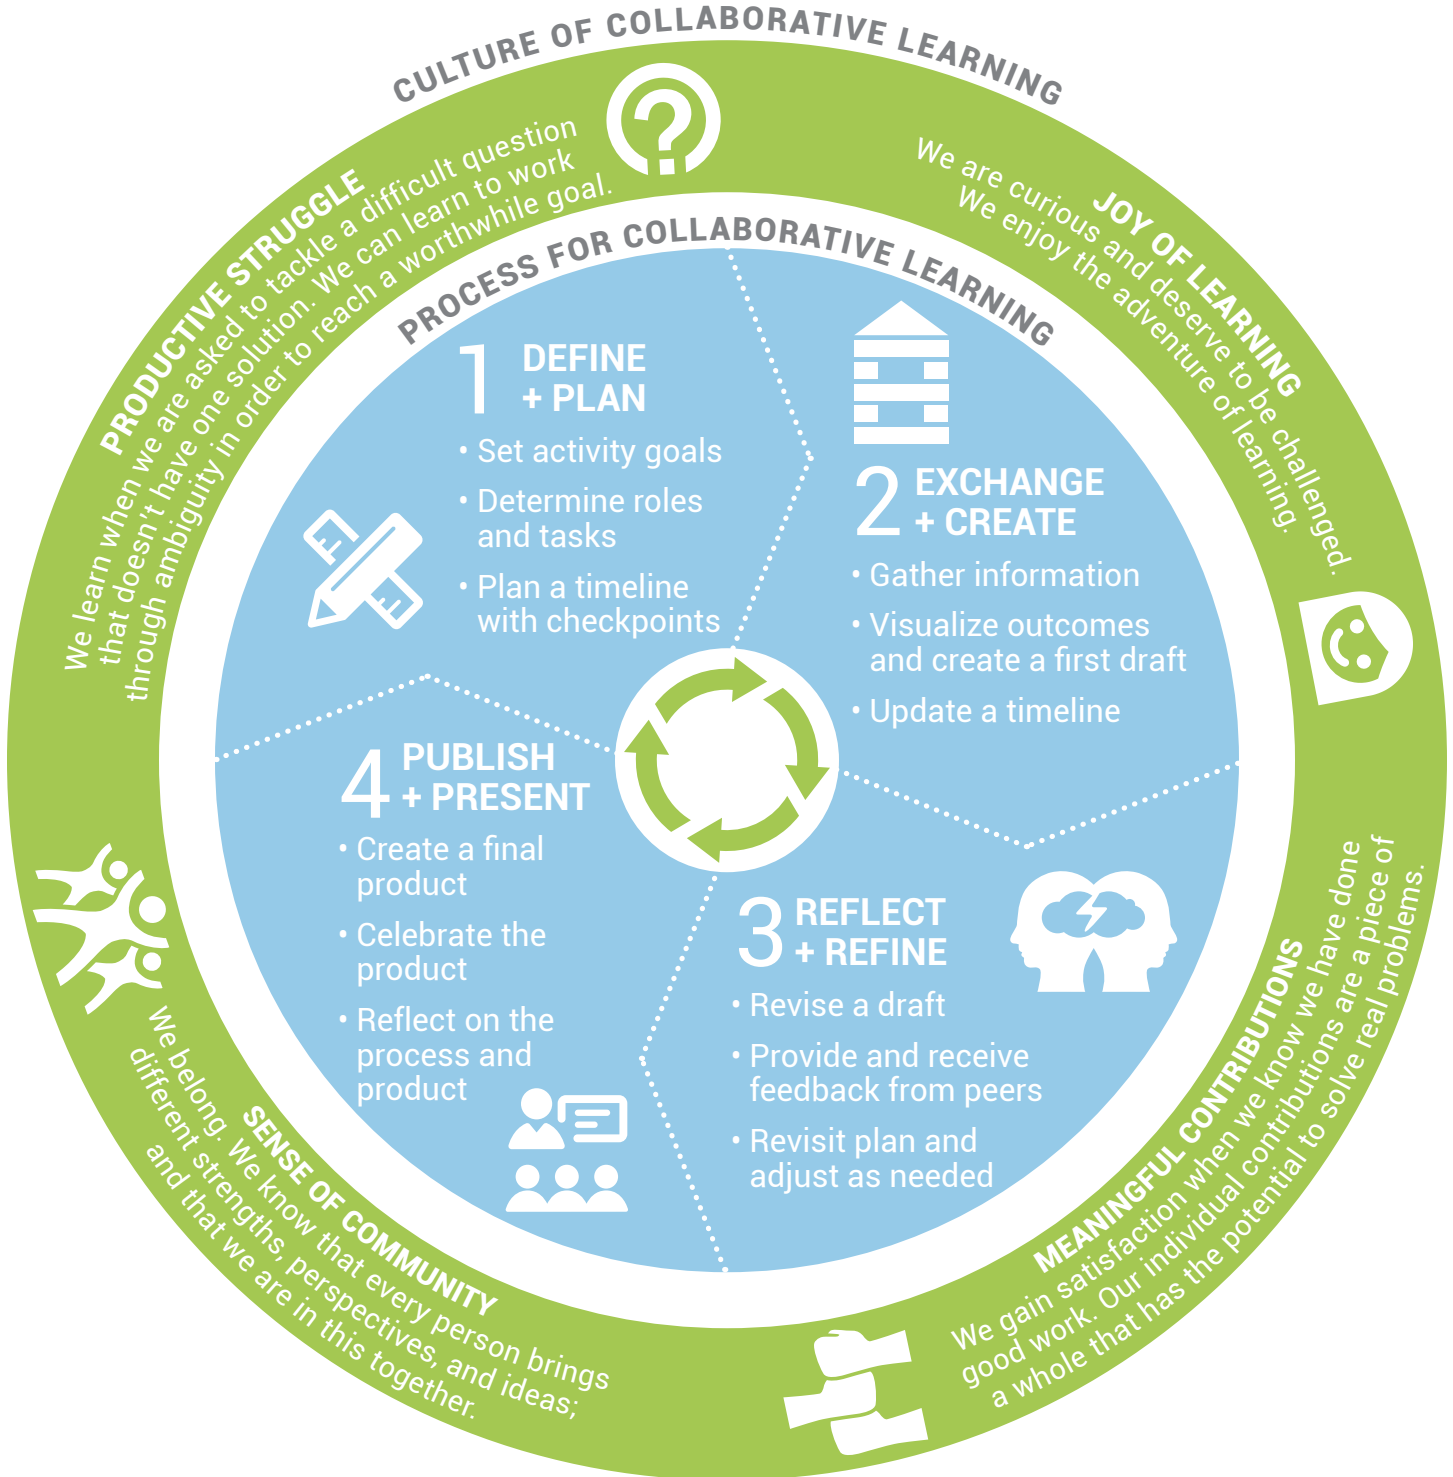 CULTURE OF COLLABORATIVE LEARNING
PRODUCTIVE STRUGGLE
We learn when we are asked to tackle a difficult question
that doesn't have one solution. We can learn to work
through ambiguity in order to reach a worthwhile goal.
JOY OF LEARNING
We are curious and deserve to be challenged.
We enjoy the adventure of learning.
PROCESS FOR COLLABORATIVE LEARNING
1 DEFINE
+ PLAN
• Set activity goals
• Determine roles
and tasks
• Plan a timeline
with checkpoints
2 EXCHANGE
+ CREATE
• Gather information
• Visualize outcomes
and create a first draft
• Update a timeline
3 REFLECT
+ REFINE
• Revise a draft
• Provide and receive
feedback from peers
• Revisit plan and
adjust as needed
4 PUBLISH
+ PRESENT
• Create a final
product
• Celebrate the
product
• Reflect on the
process and
product
MEANINGFUL CONTRIBUTIONS
We gain satisfaction when we know we have done
good work. Our individual contributions are a piece of
a whole that has the potential to solve real problems.
SENSE OF COMMUNITY
We belong. We know that every person brings
different strengths, perspectives, and ideas;
and that we are in this together.